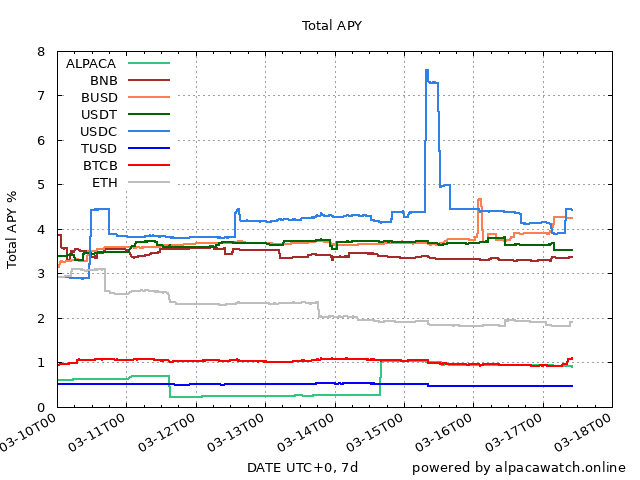 Total APY
8
7
6
5
4
3
2
1
0
Total APY %
ALPACA
BNB
BUSD
USDT
USDC
TUSD
BTCB
ETH
03-10T00
03-11T00
03-12T00
03-13T00
03-14T00
03-15T00
03-16T00
03-17T00
03-18T00
DATE UTC+0, 7d
powered by alpacawatch.online